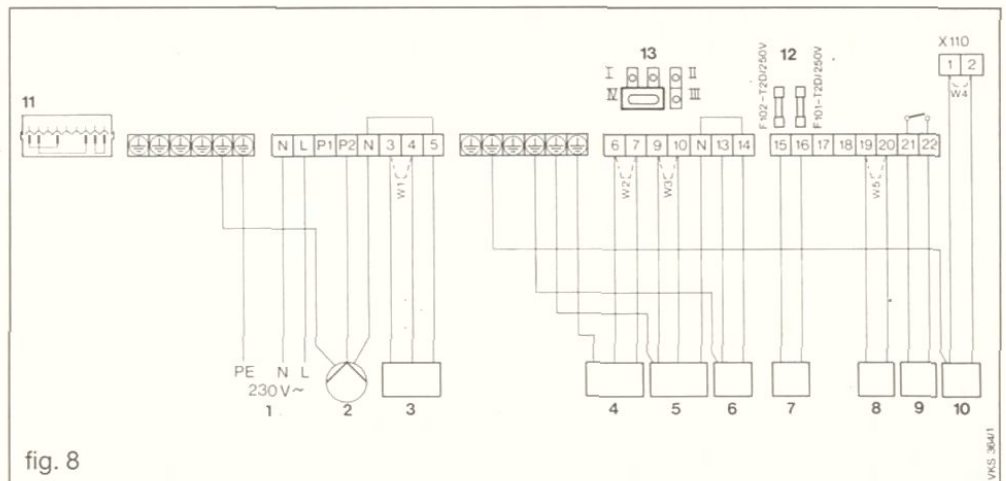 X110
13
12
I
II
IV
III
F102-T2D/250V
F101-T2D/250V
1 2
W4
11
N L P1 P2 N 3 4 5
6 7 9 10 N 13 14
15 16 17 18 19 20 21 22
W1
W2
W3
W5
PE N L
230 V~
1 2 3 4 5 6 7 8 9 10
fig. 8
VKS 364/1